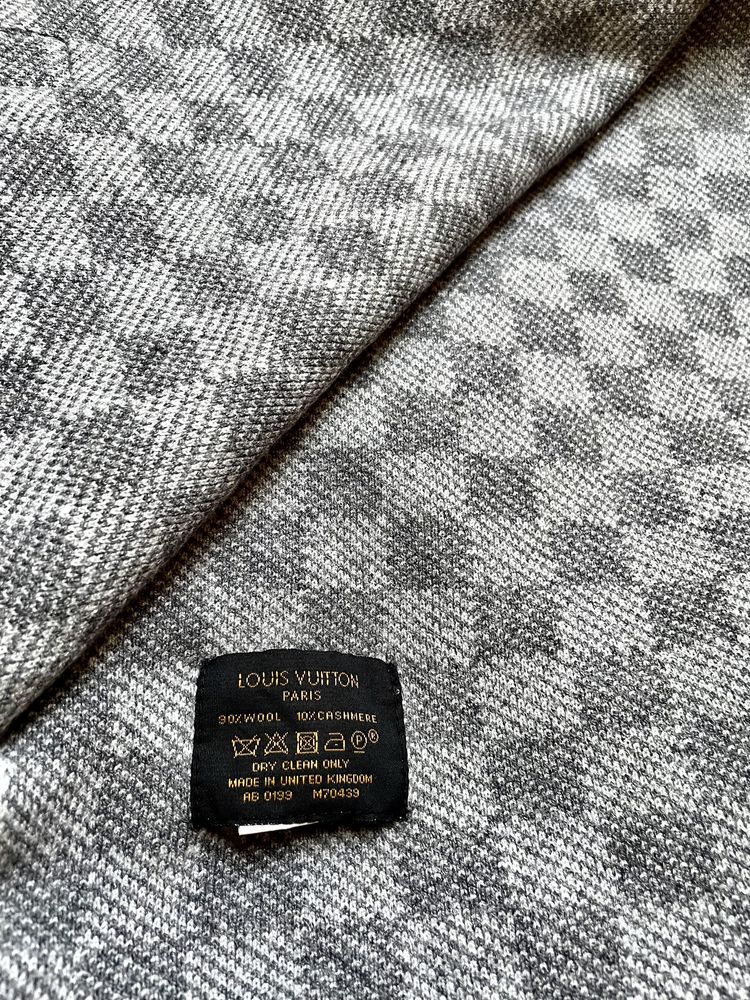 LOUIS VUITTON
PARIS
90%WOOL 10%CASHMERE
P®
DRY CLEAN ONLY
MADE IN UNITED KINGDOM
AB 0199 M70439